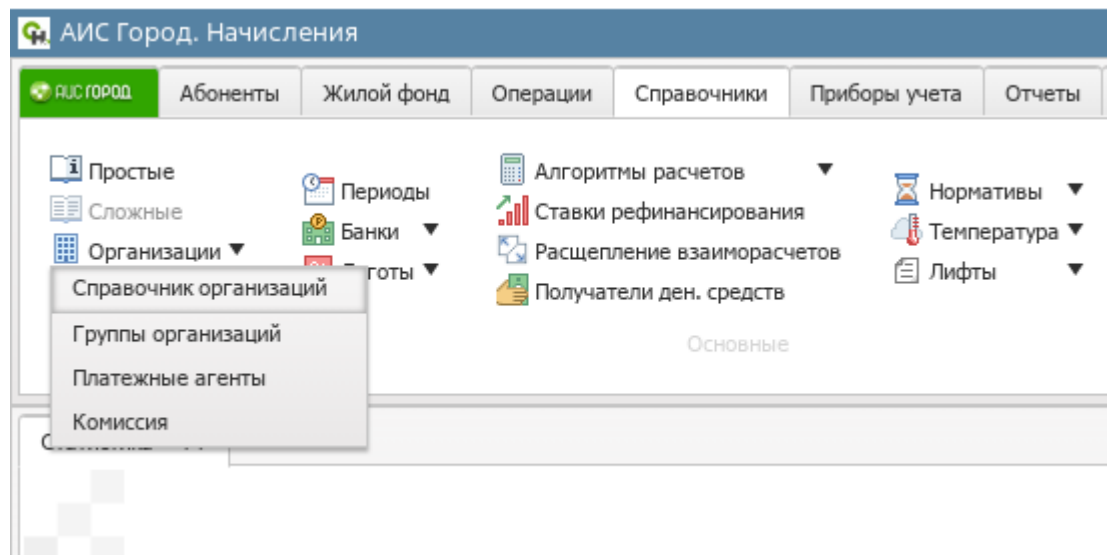 АИС Город. Начисления
АИС ГОРОД Абоненты Жилой фонд Операции Справочники Приборы учета Отчеты
Простые
Сложные
Организации
Периоды
Банки
Алгоритмы расчетов
Ставки рефинансирования
Расщепление взаиморасчетов
Получатели ден. средств
Нормативы
Температура
Лифты
Основные
Справочник организаций
Группы организаций
Платежные агенты
Комиссия